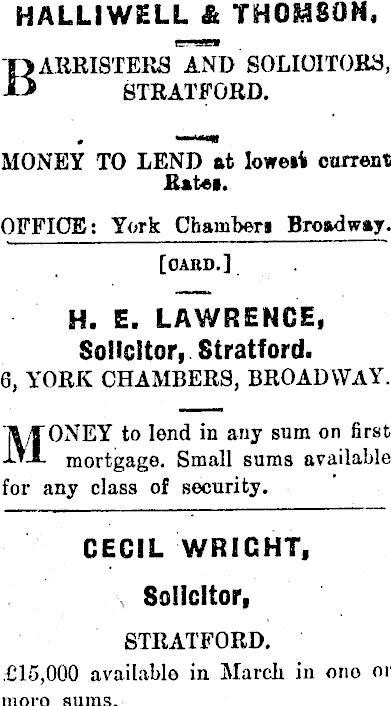 HALLIWELL & THOMSON,
BARRISTERS AND SOLICITORS,
STRATFORD.
MONEY TO LEND at lowest current
Rates.
OFFICE: York Chambers Broadway.
[CARD.]
H. E. LAWRENCE,
Solicitor, Stratford.
6, YORK CHAMBERS, BROADWAY.
MONEY to lend in any sum on first
mortgage. Small sums available
for any class of security.
CECIL WRIGHT,
Solicitor,
STRATFORD.
£15,000 available in March in one or
more sums.